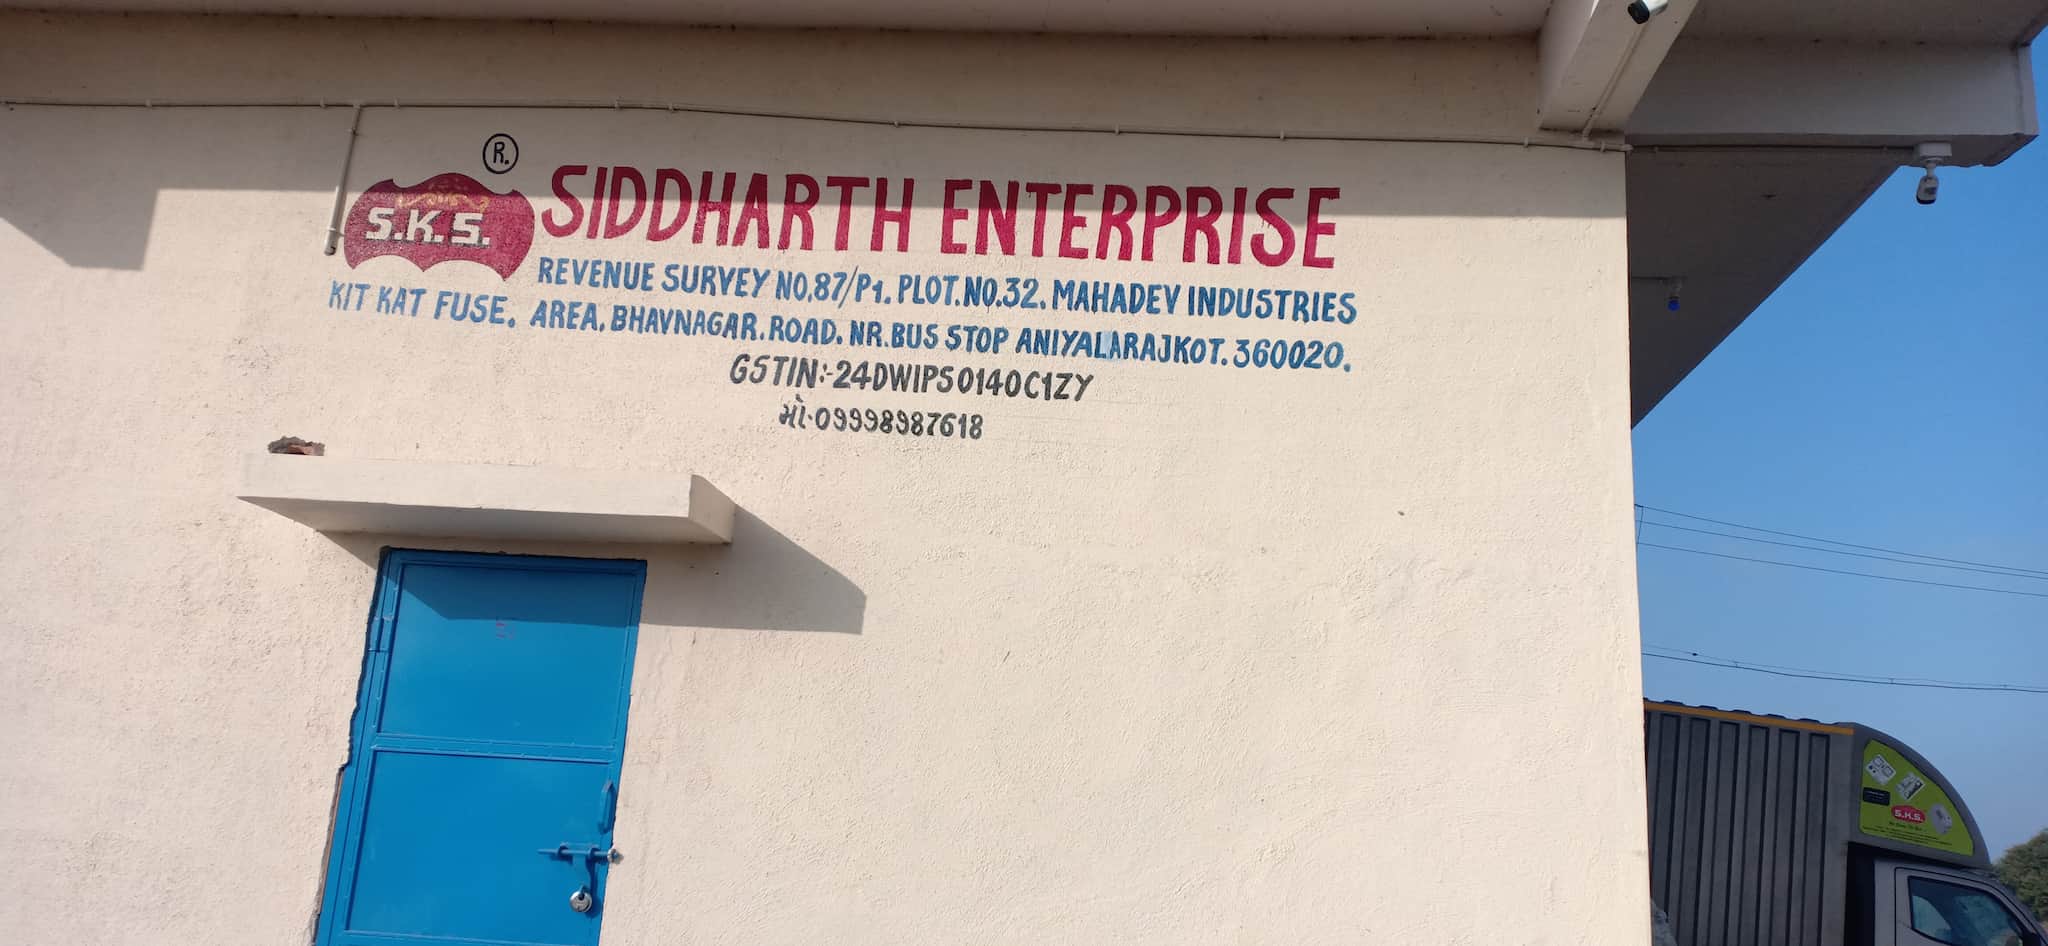 R.
S.K.S.
SIDDHARTH ENTERPRISE
REVENUE SURVEY NO.87/P1. PLOT.NO.32. MAHADEV INDUSTRIES
KIT KAT FUSE. AREA. BHAVNAGAR.ROAD. NR.BUS STOP ANIYALARAJKOT. 360020.
GSTIN:-24DWIPS0140C1ZY
મો.09998987618
S.K.S.